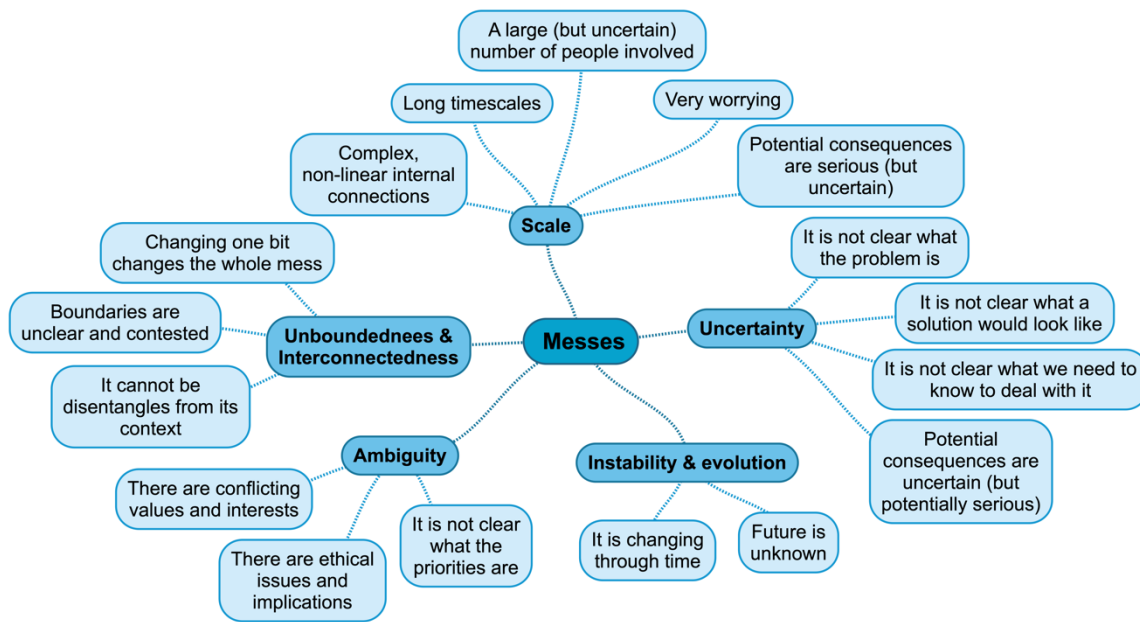 A large (but uncertain)
number of people involved
Long timescales
Very worrying
Complex,
non-linear internal
connections
Potential consequences
are serious (but
uncertain)
Scale
Changing one bit
changes the whole mess
It is not clear what
the problem is
Boundaries are
unclear and contested
It is not clear what a
solution would look like
Unboundednees &
Interconnectedness
Messes
Uncertainty
It cannot be
disentangles from its
context
It is not clear what we need to
know to deal with it
Ambiguity
Instability & evolution
Potential
consequences are
uncertain (but
potentially serious)
There are conflicting
values and interests
It is not clear
what the
priorities are
It is changing
through time
Future is
unknown
There are ethical
issues and
implications